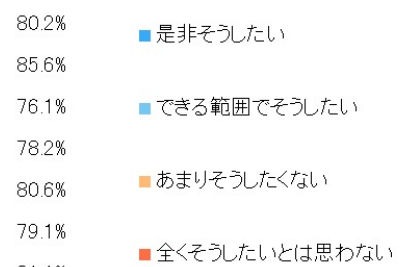 80.2%
是非そうしたい
85.6%
76.1%
できる範囲でそうしたい
78.2%
あまりそうしたくない
80.6%
79.1%
全くそうしたいとは思わない